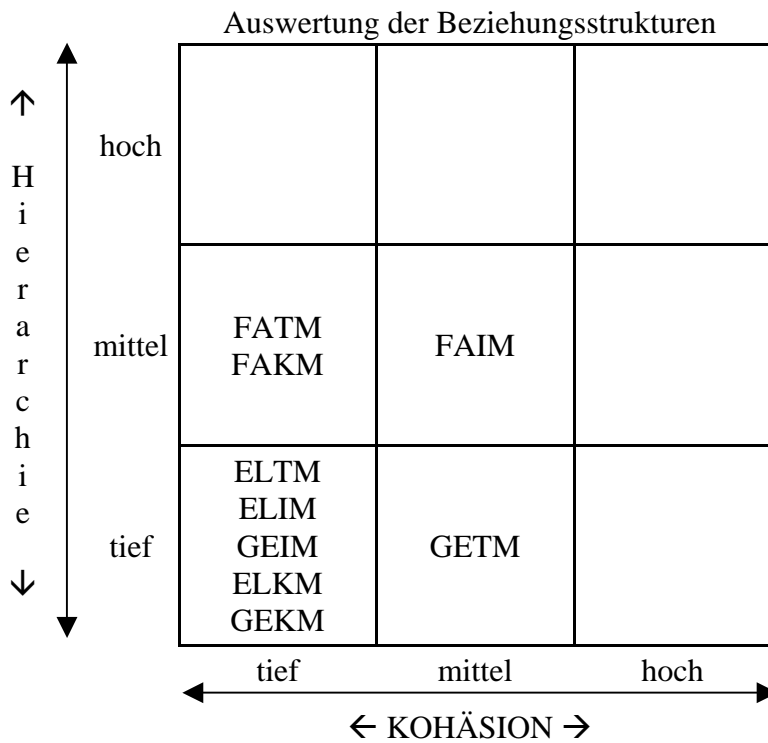 Auswertung der Beziehungsstrukturen
↑ Hierarchie ↓
hoch
mittel
FATM
FAKM
FAIM
tief
ELTM
ELIM
GEIM
ELKM
GEKM
GETM
tief mittel hoch
← KOHÄSION →